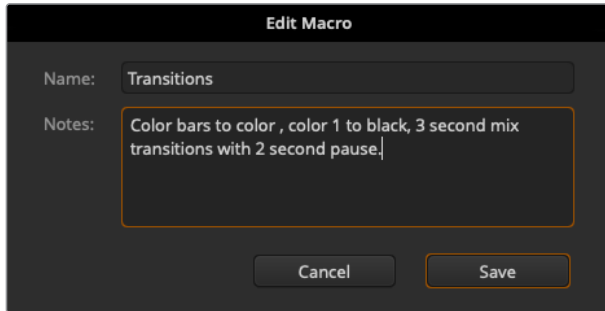 Edit Macro
Name: Transitions
Notes: Color bars to color , color 1 to black, 3 second mix
transitions with 2 second pause.
Cancel Save